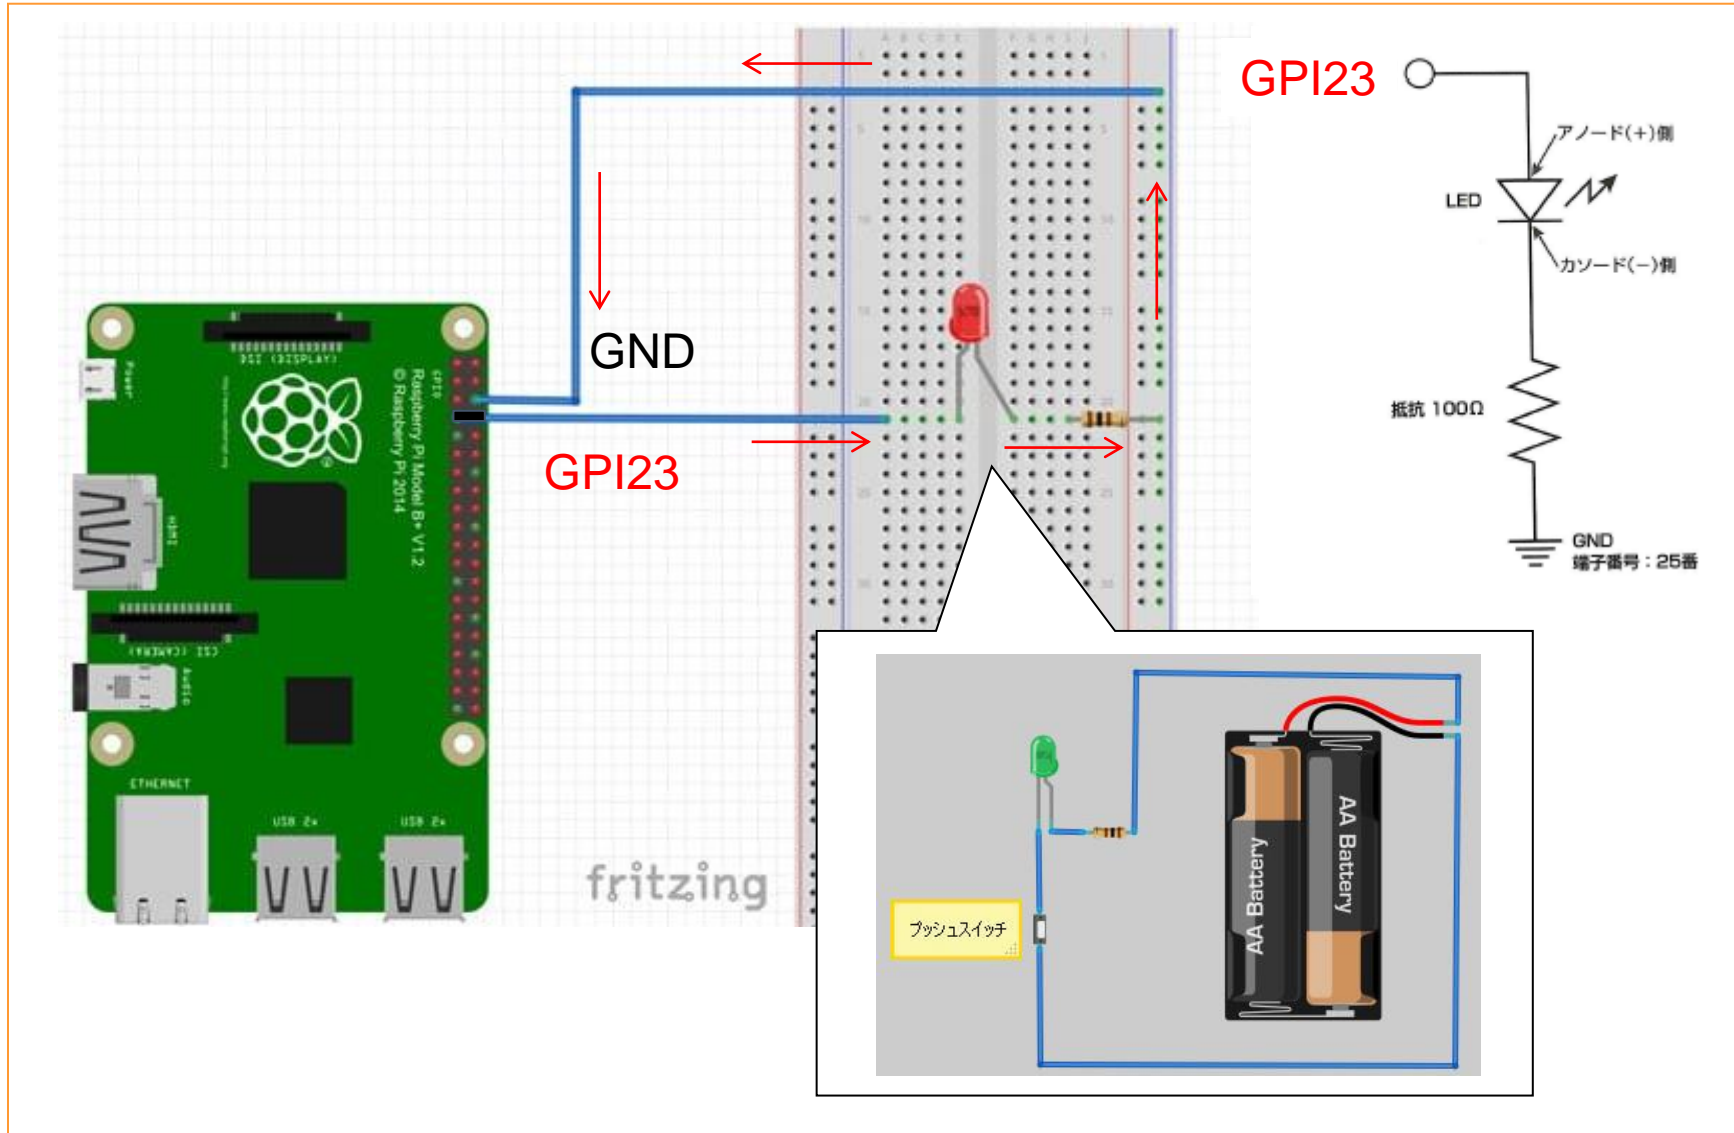 GPI23
アノード(+)側
LED
カソード(-)側
抵抗 100Ω
GND
端子番号：25番
GND
GPI23
DSI (DISPLAY)
Power
GPIO
Raspberry Pi Model B+ V1.2
© Raspberry Pi 2014
HDMI
CSI (CAMERA)
Audio
ETHERNET
USB 2x
USB 2x
fritzing
プッシュスイッチ
AA Battery
AA Battery